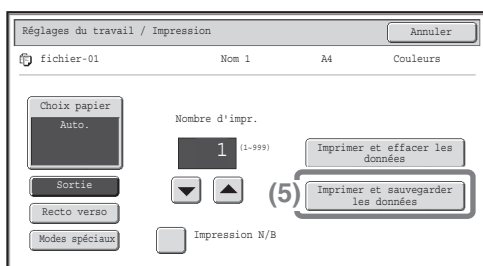 Réglages du travail / Impression
Annuler
fichier-01 Nom 1 A4 Couleurs
Choix papier
Auto.
Nombre d'impr.
1 (1~999)
Imprimer et effacer les
données
Sortie
(5) Imprimer et sauvegarder
les données
Recto verso
Modes spéciaux
Impression N/B